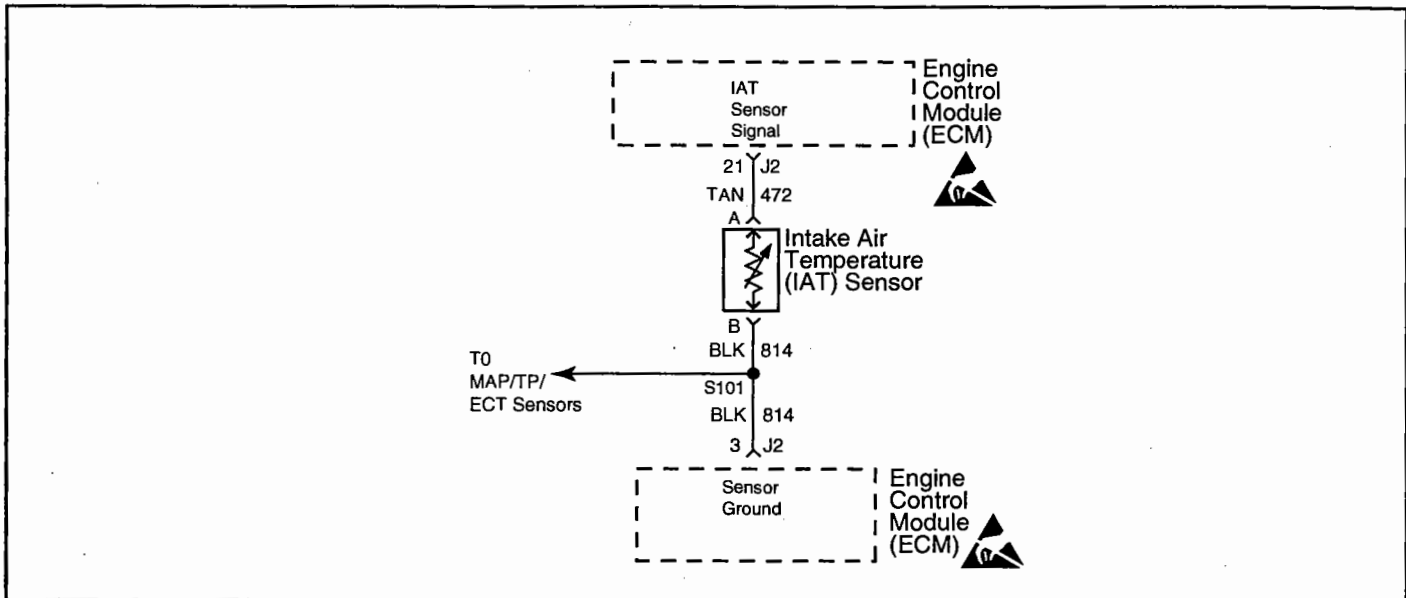 IAT
Sensor
Signal
Engine
Control
Module
(ECM)
21 J2
TAN 472
A
Intake Air
Temperature
(IAT) Sensor
B
BLK 814
T0
MAP/TP/
ECT Sensors
S101
BLK 814
3 J2
Sensor
Ground
Engine
Control
Module
(ECM)